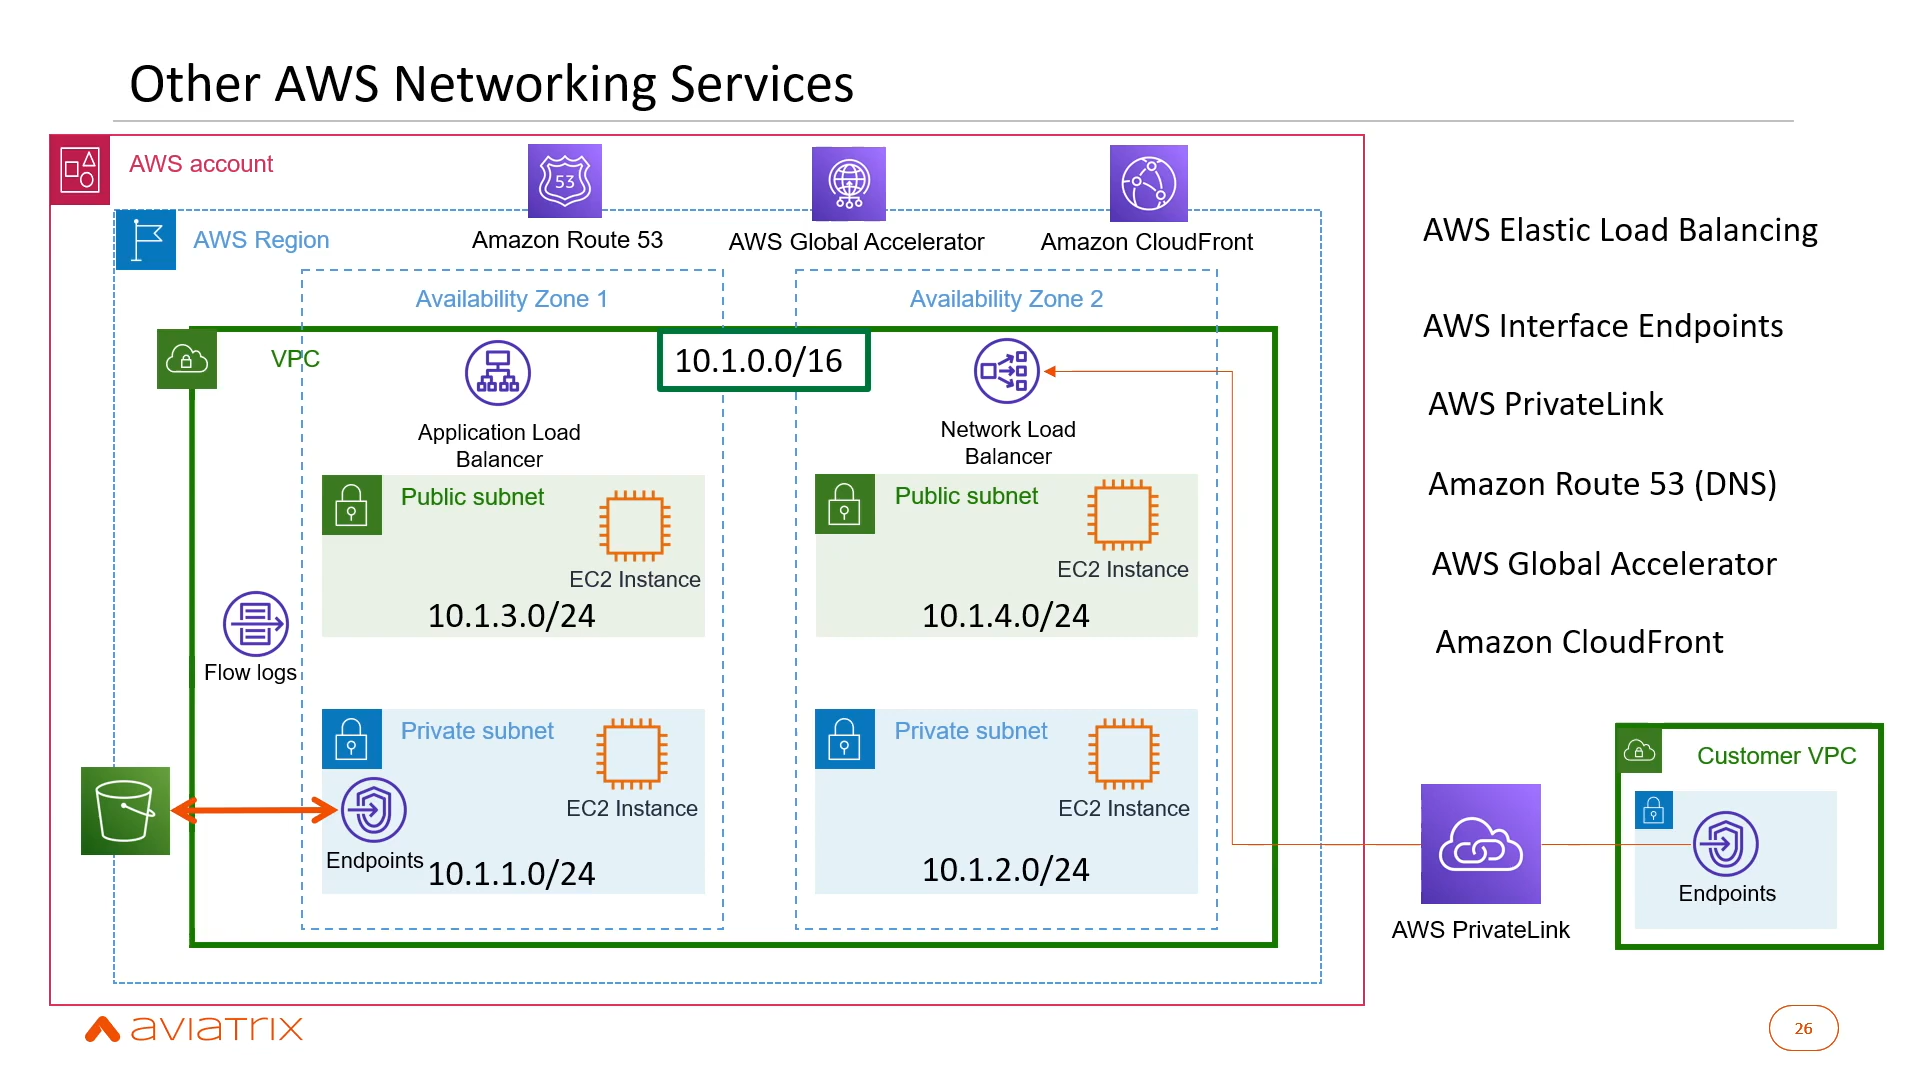 Other AWS Networking Services
AWS account
53
AWS Region
Amazon Route 53
AWS Global Accelerator
Amazon CloudFront
Availability Zone 1
Availability Zone 2
VPC
10.1.0.0/16
Application Load
Balancer
Network Load
Balancer
Public subnet
EC2 Instance
10.1.3.0/24
Public subnet
EC2 Instance
10.1.4.0/24
Flow logs
Private subnet
EC2 Instance
Endpoints
10.1.1.0/24
Private subnet
EC2 Instance
10.1.2.0/24
AWS Elastic Load Balancing
AWS Interface Endpoints
AWS PrivateLink
Amazon Route 53 (DNS)
AWS Global Accelerator
Amazon CloudFront
Customer VPC
Endpoints
AWS PrivateLink
aviatrix
26